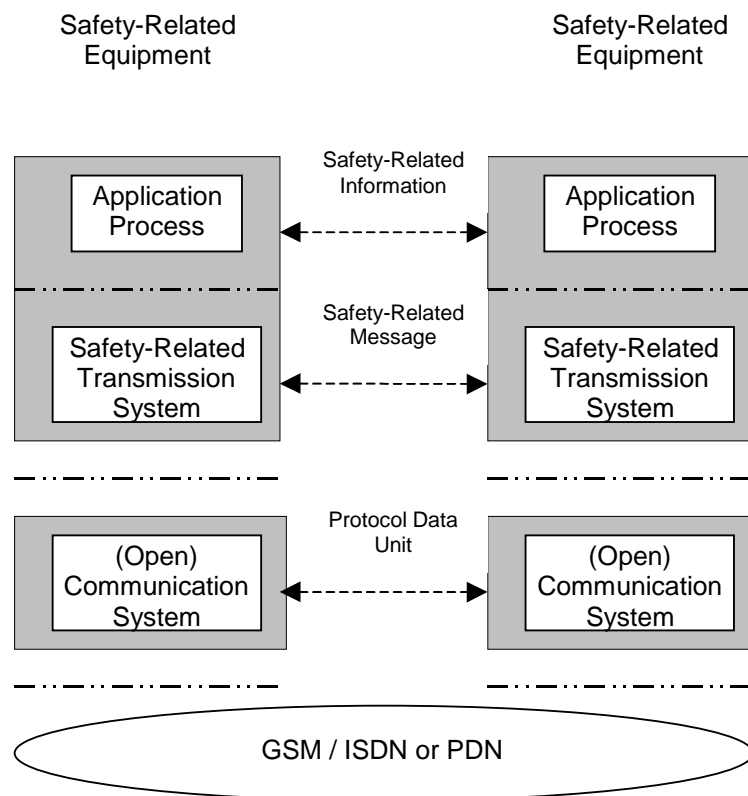 Safety-Related
Equipment
Safety-Related
Equipment
Safety-Related
Information
Application
Process
Application
Process
Safety-Related
Message
Safety-Related
Transmission
System
Safety-Related
Transmission
System
Protocol Data
Unit
(Open)
Communication
System
(Open)
Communication
System
GSM / ISDN or PDN